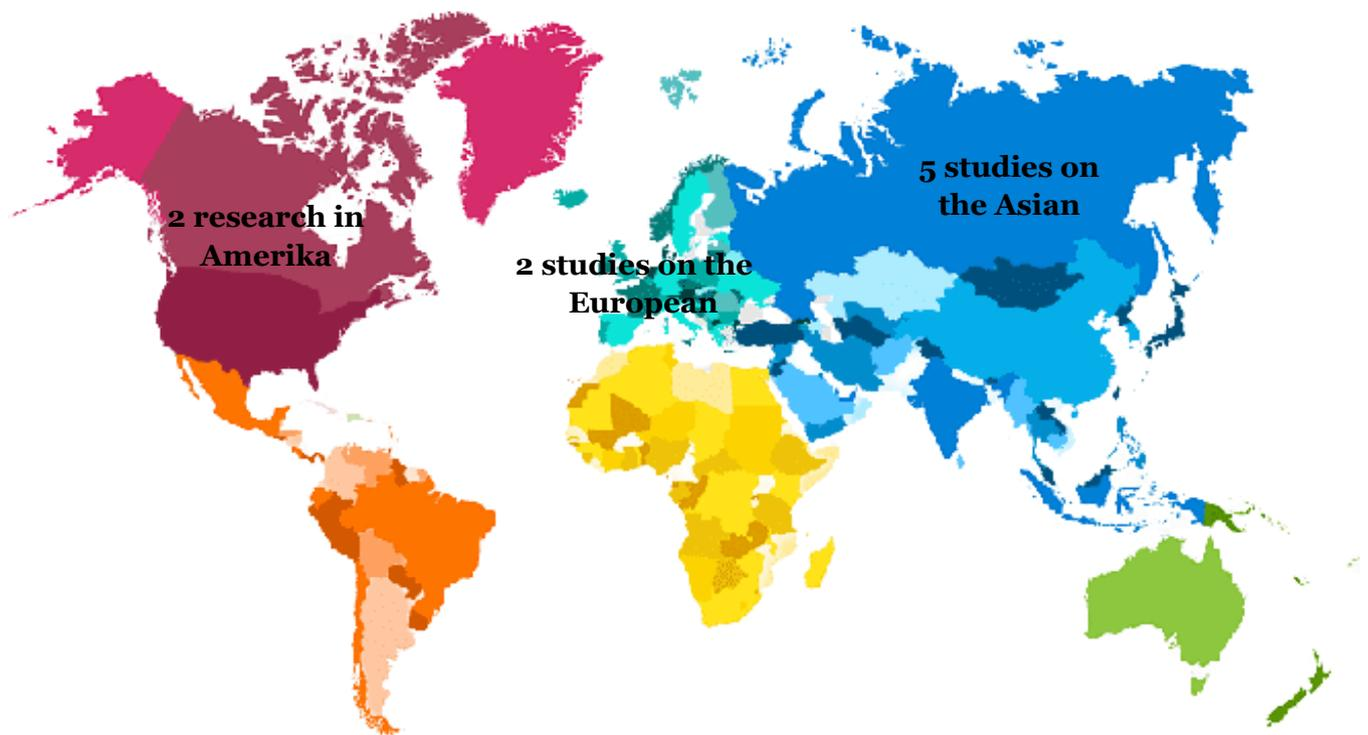 2 research in
Amerika
2 studies on the
European
5 studies on
the Asian